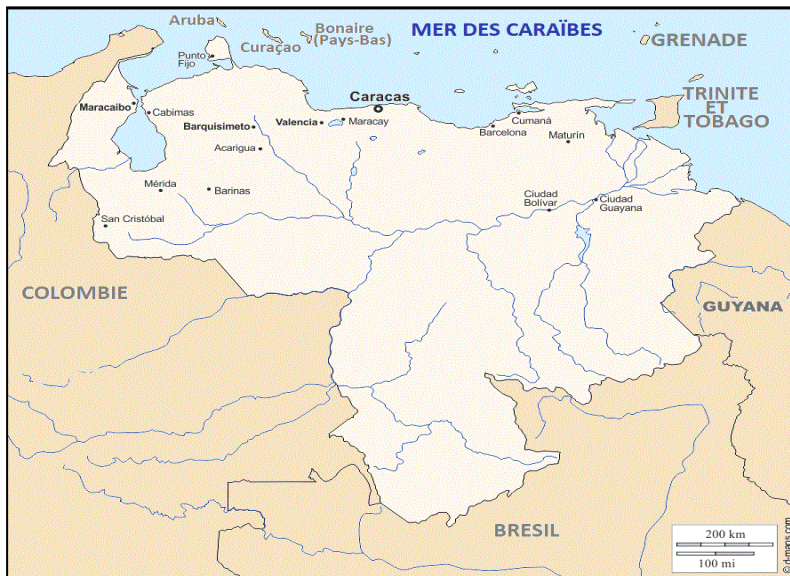 Aruba
Curaçao
Bonaire
(Pays-Bas)
MER DES CARAÏBES
GRENADE
TRINITE
ET
TOBAGO
Punto
Fijo
Maracaibo
Cabimas
Caracas
Barquisimeto
Valencia
Maracay
Cumaná
Barcelona
Maturín
Acarigua
Mérida
Barinas
San Cristóbal
Ciudad
Bolívar
Ciudad
Guayana
COLOMBIE
GUYANA
BRESIL
200 km
100 mi
© d-maps.com